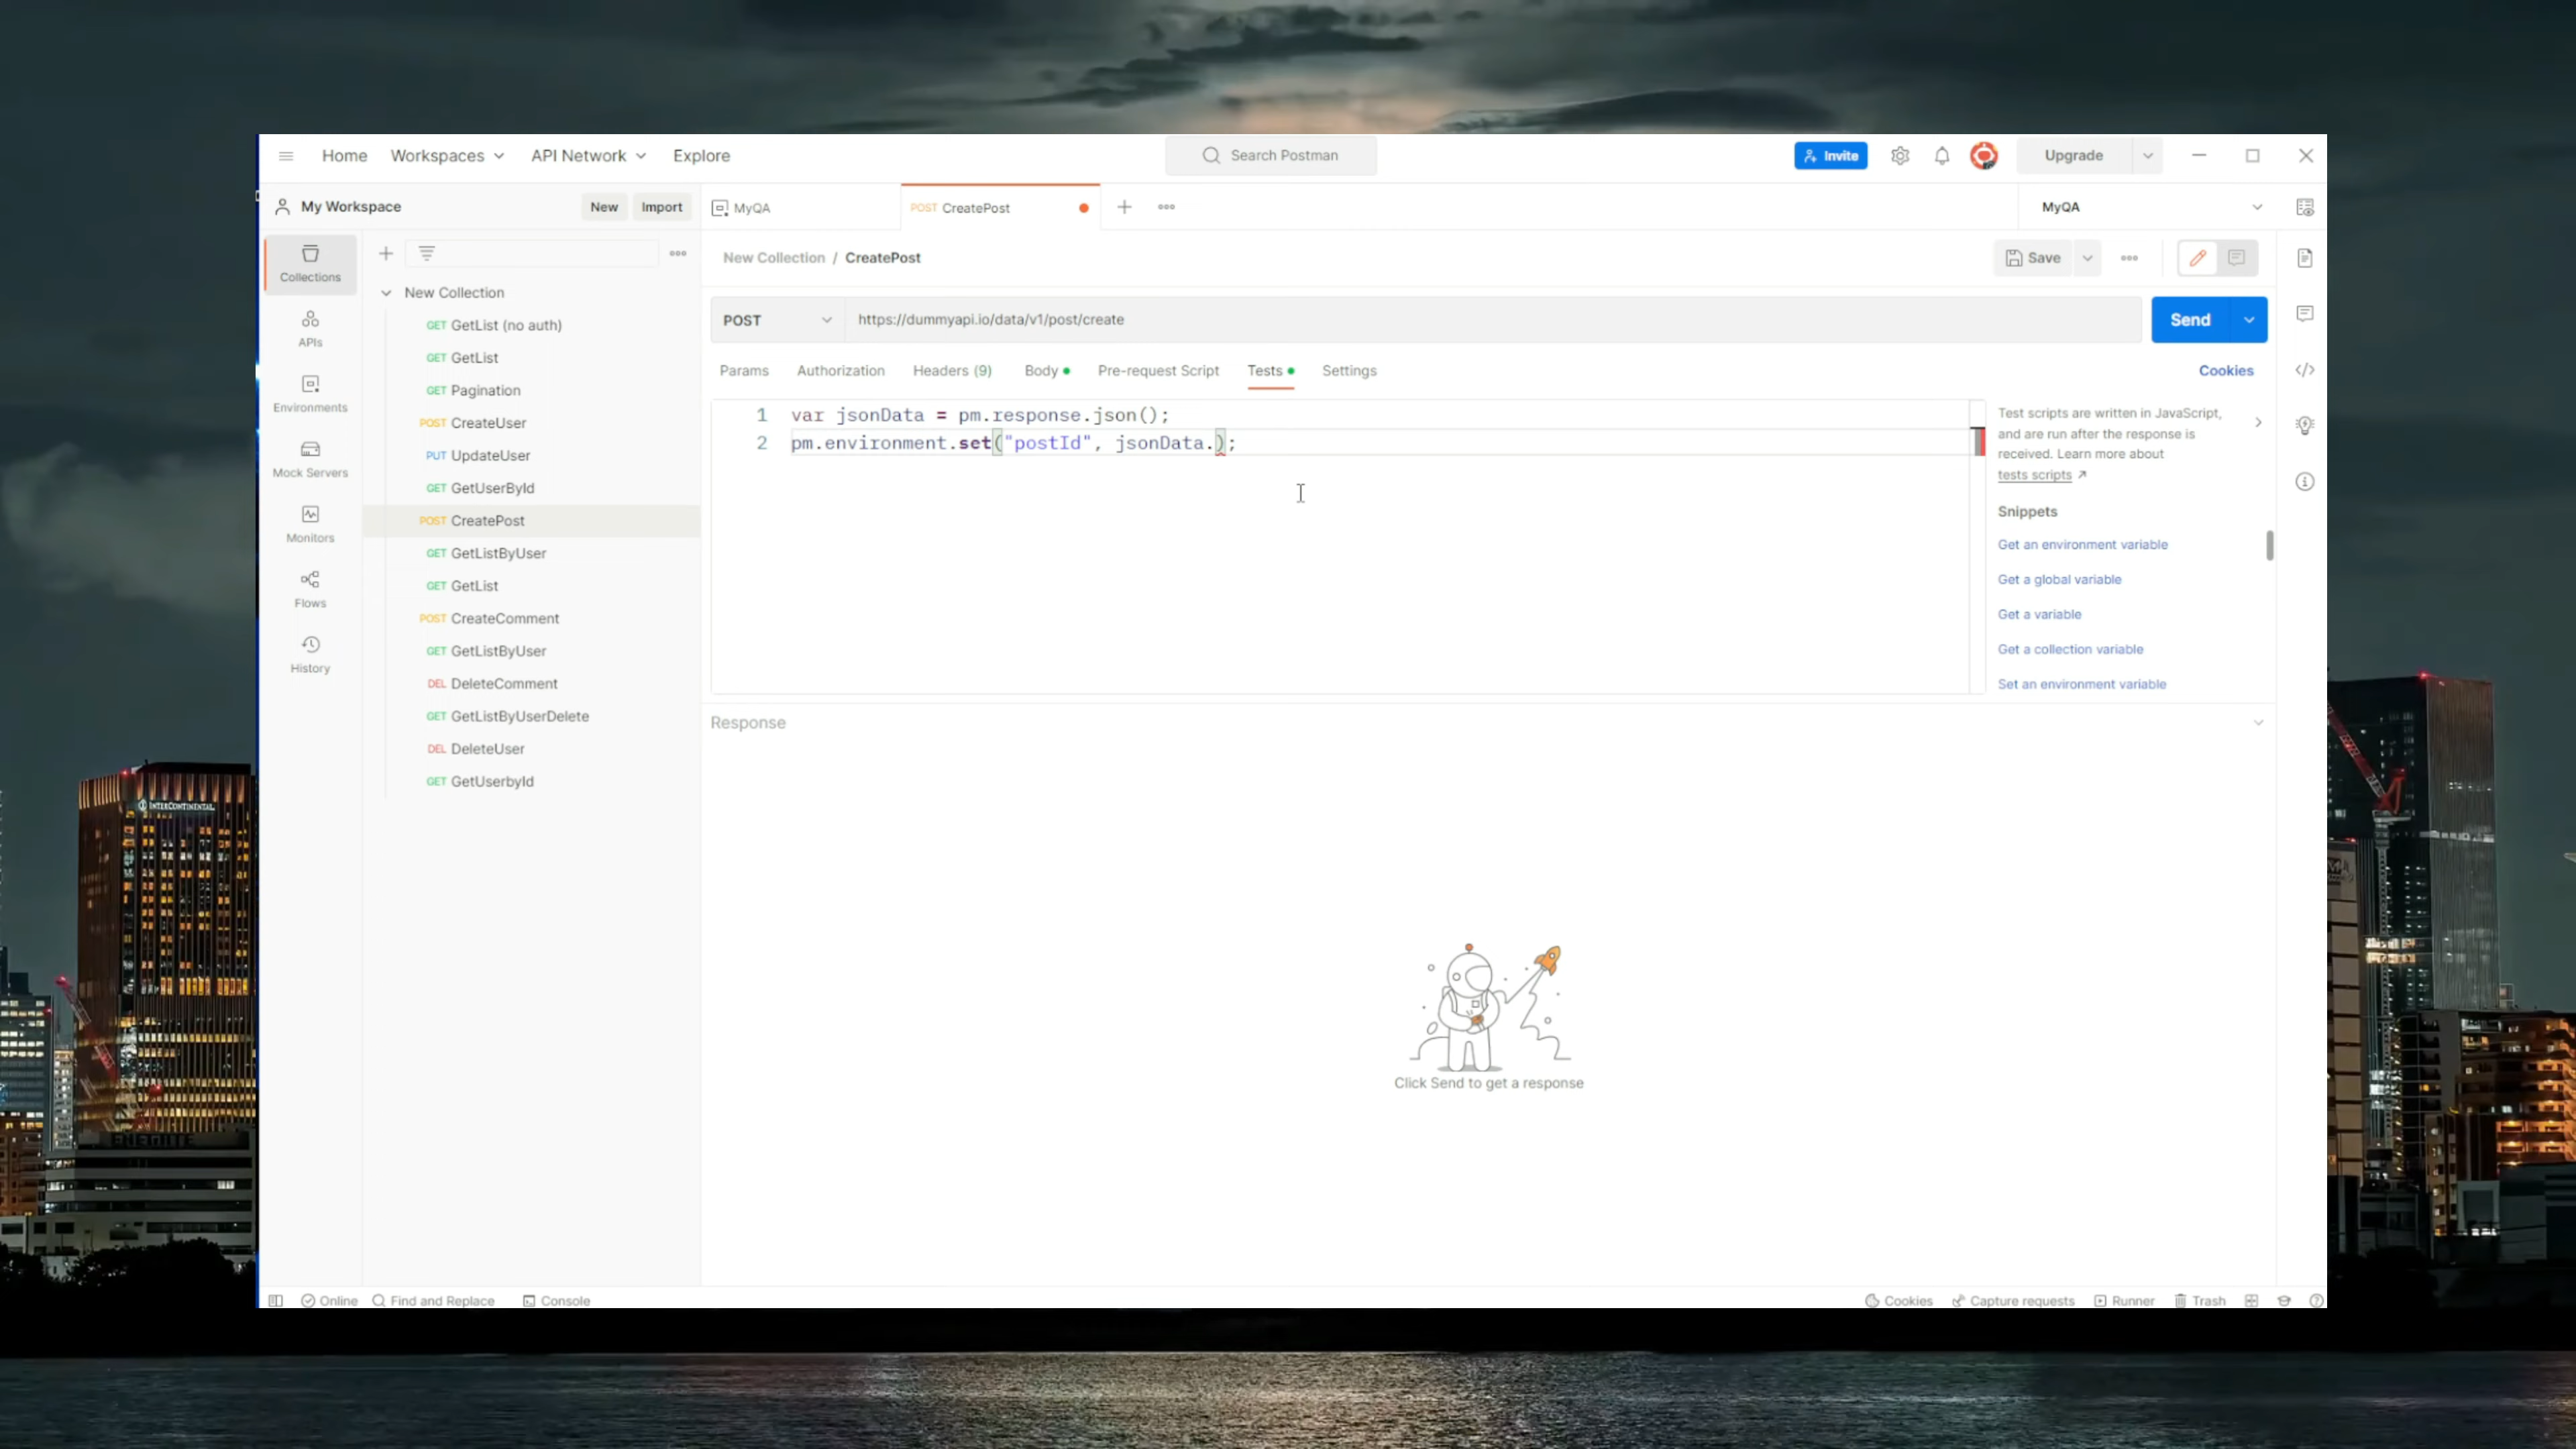 Home Workspaces API Network Explore Search Postman Invite Upgrade
My Workspace New Import MyQA POST CreatePost MyQA
New Collection / CreatePost Save
POST https://dummyapi.io/data/v1/post/create Send
Params Authorization Headers (9) Body Pre-request Script Tests Settings Cookies
1 var jsonData = pm.response.json();
2 pm.environment.set("postId", jsonData.);
Test scripts are written in JavaScript,
and are run after the response is
received. Learn more about
tests scripts
Snippets
Get an environment variable
Get a global variable
Get a variable
Get a collection variable
Set an environment variable
Collections
APIs
Environments
Mock Servers
Monitors
Flows
History
New Collection
GET GetList (no auth)
GET GetList
GET Pagination
POST CreateUser
PUT UpdateUser
GET GetUserById
POST CreatePost
GET GetListByUser
GET GetList
POST CreateComment
GET GetListByUser
DEL DeleteComment
GET GetListByUserDelete
DEL DeleteUser
GET GetUserbyId
Response
Click Send to get a response
Online Find and Replace Console Cookies Capture requests Runner Trash
INTERCONTINENTAL